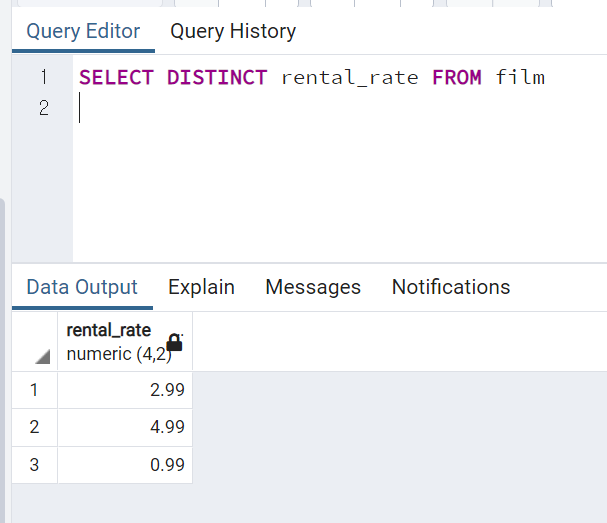 Query Editor Query History
1 SELECT DISTINCT rental_rate FROM film
2
Data Output Explain Messages Notifications
rental_rate
numeric (4,2)
1 2.99
2 4.99
3 0.99